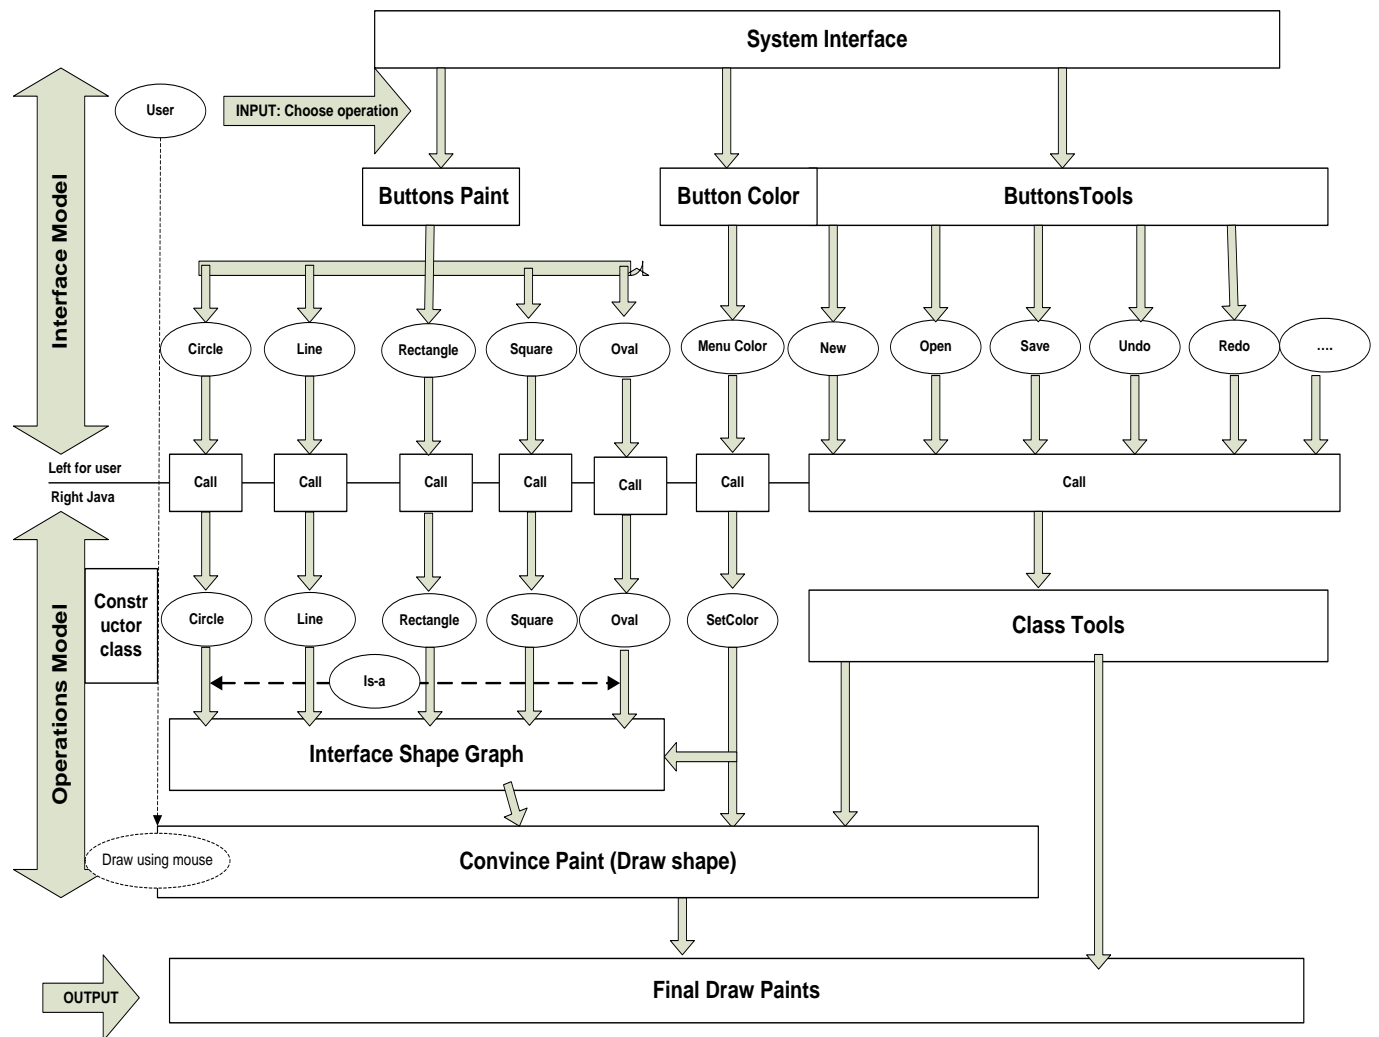 System Interface
User
INPUT: Choose operation
Interface Model
Buttons Paint
Button Color
ButtonsTools
Circle
Line
Rectangle
Square
Oval
Menu Color
New
Open
Save
Undo
Redo
....
Left for user
Right Java
Call
Call
Call
Call
Call
Call
Call
Operations Model
Constr
uctor
class
Circle
Line
Rectangle
Square
Oval
SetColor
Class Tools
Is-a
Interface Shape Graph
Draw using mouse
Convince Paint (Draw shape)
OUTPUT
Final Draw Paints